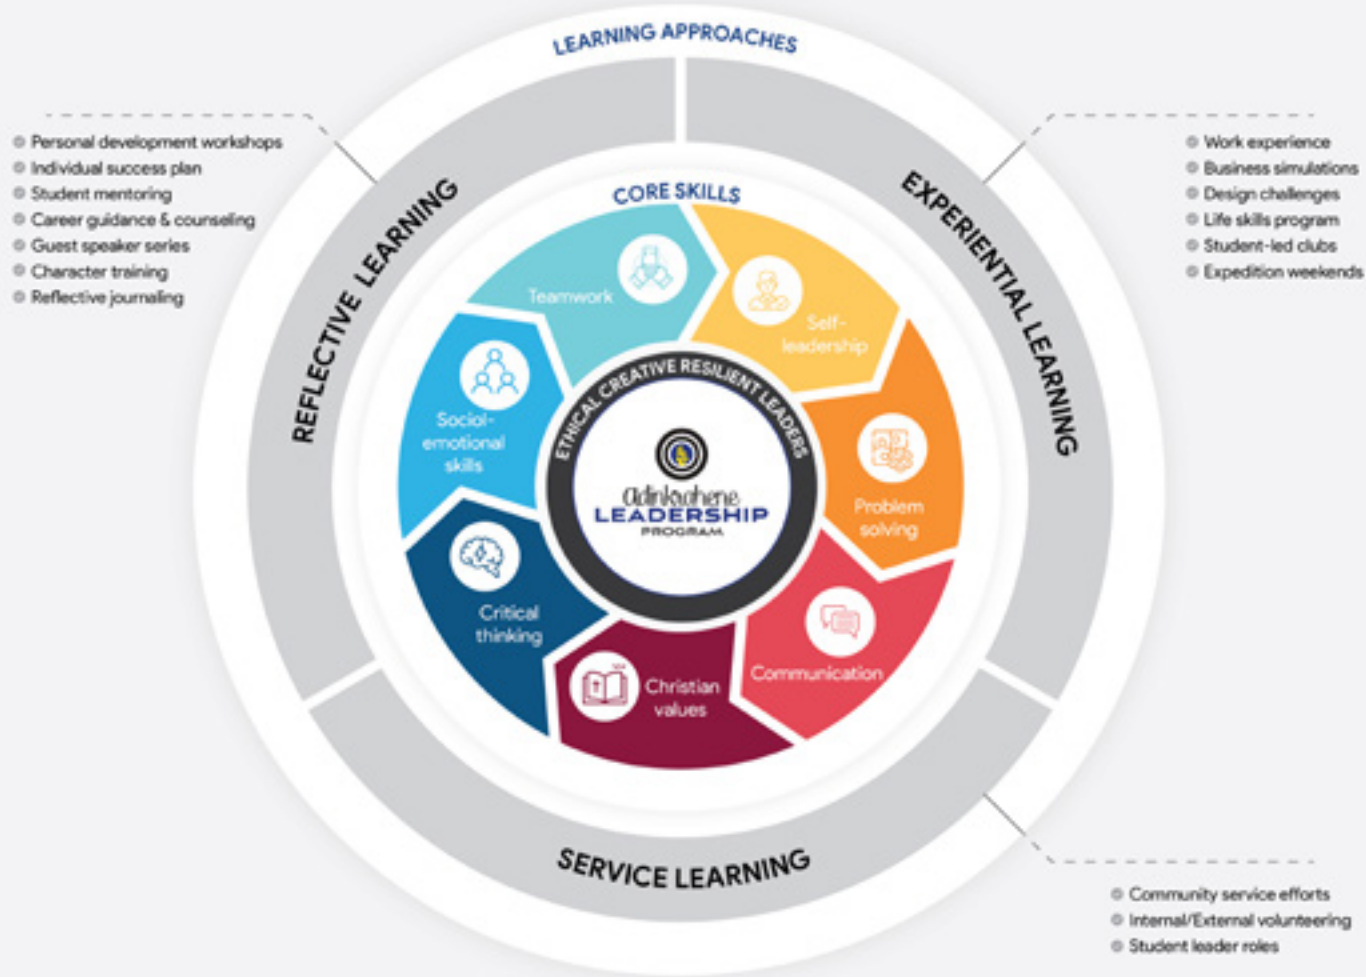 LEARNING APPROACHES
REFLECTIVE LEARNING
Personal development workshops
Individual success plan
Student mentoring
Career guidance & counseling
Guest speaker series
Character training
Reflective journaling
EXPERIENTIAL LEARNING
Work experience
Business simulations
Design challenges
Life skills program
Student-led clubs
Expedition weekends
CORE SKILLS
Teamwork
Self-
leadership
Problem
solving
Communication
Christian
values
Critical
thinking
Sociol-
emotional
skills
ETHICAL CREATIVE RESILIENT LEADERS
adinkrahene
LEADERSHIP
PROGRAM
SERVICE LEARNING
Community service efforts
Internal/External volunteering
Student leader roles